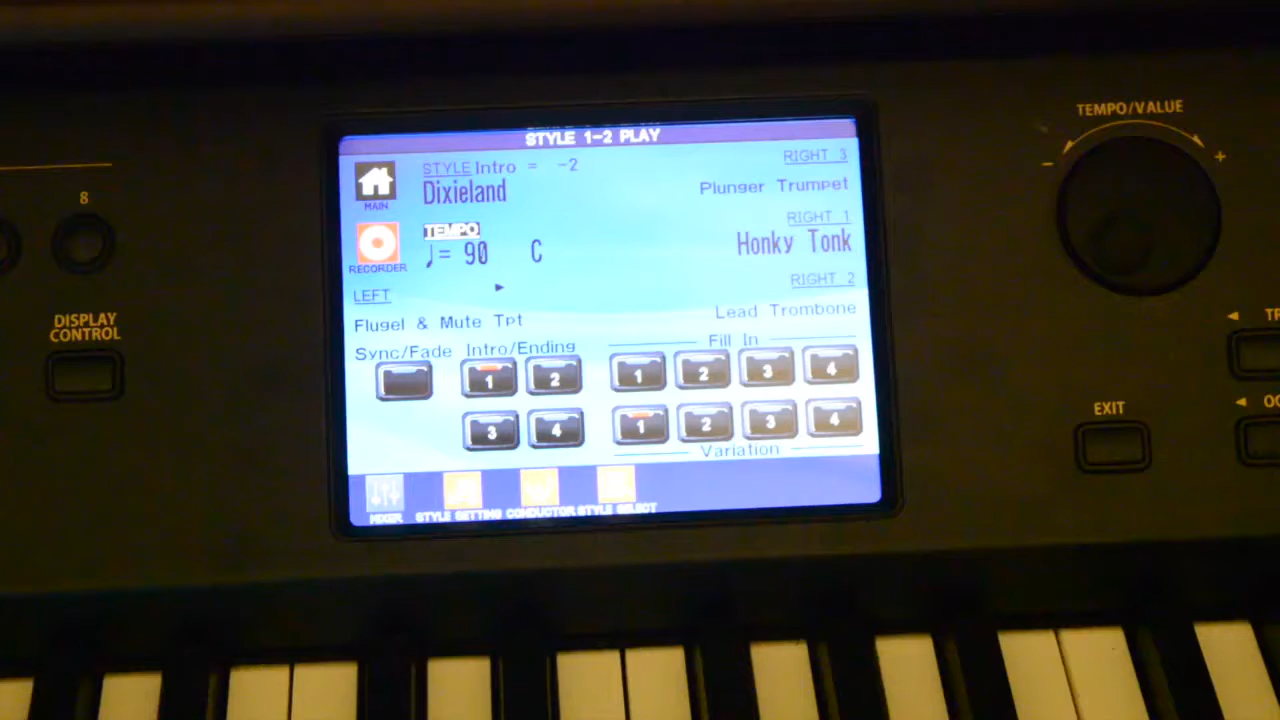 STYLE 1-2 PLAY
STYLE Intro = -2
Dixieland
MAIN
RIGHT 3
Plunger Trumpet
TEMPO
♩= 90 C
RECORDER
RIGHT 1
Honky Tonk
LEFT
Flugel & Mute Tpt
RIGHT 2
Lead Trombone
Sync/Fade Intro/Ending
Fill In
1 2 1 2 3 4
3 4 1 2 3 4
Variation
MIXER STYLE SETTING CONDUCTOR STYLE SELECT
8
DISPLAY
CONTROL
TEMPO/VALUE
- +
EXIT